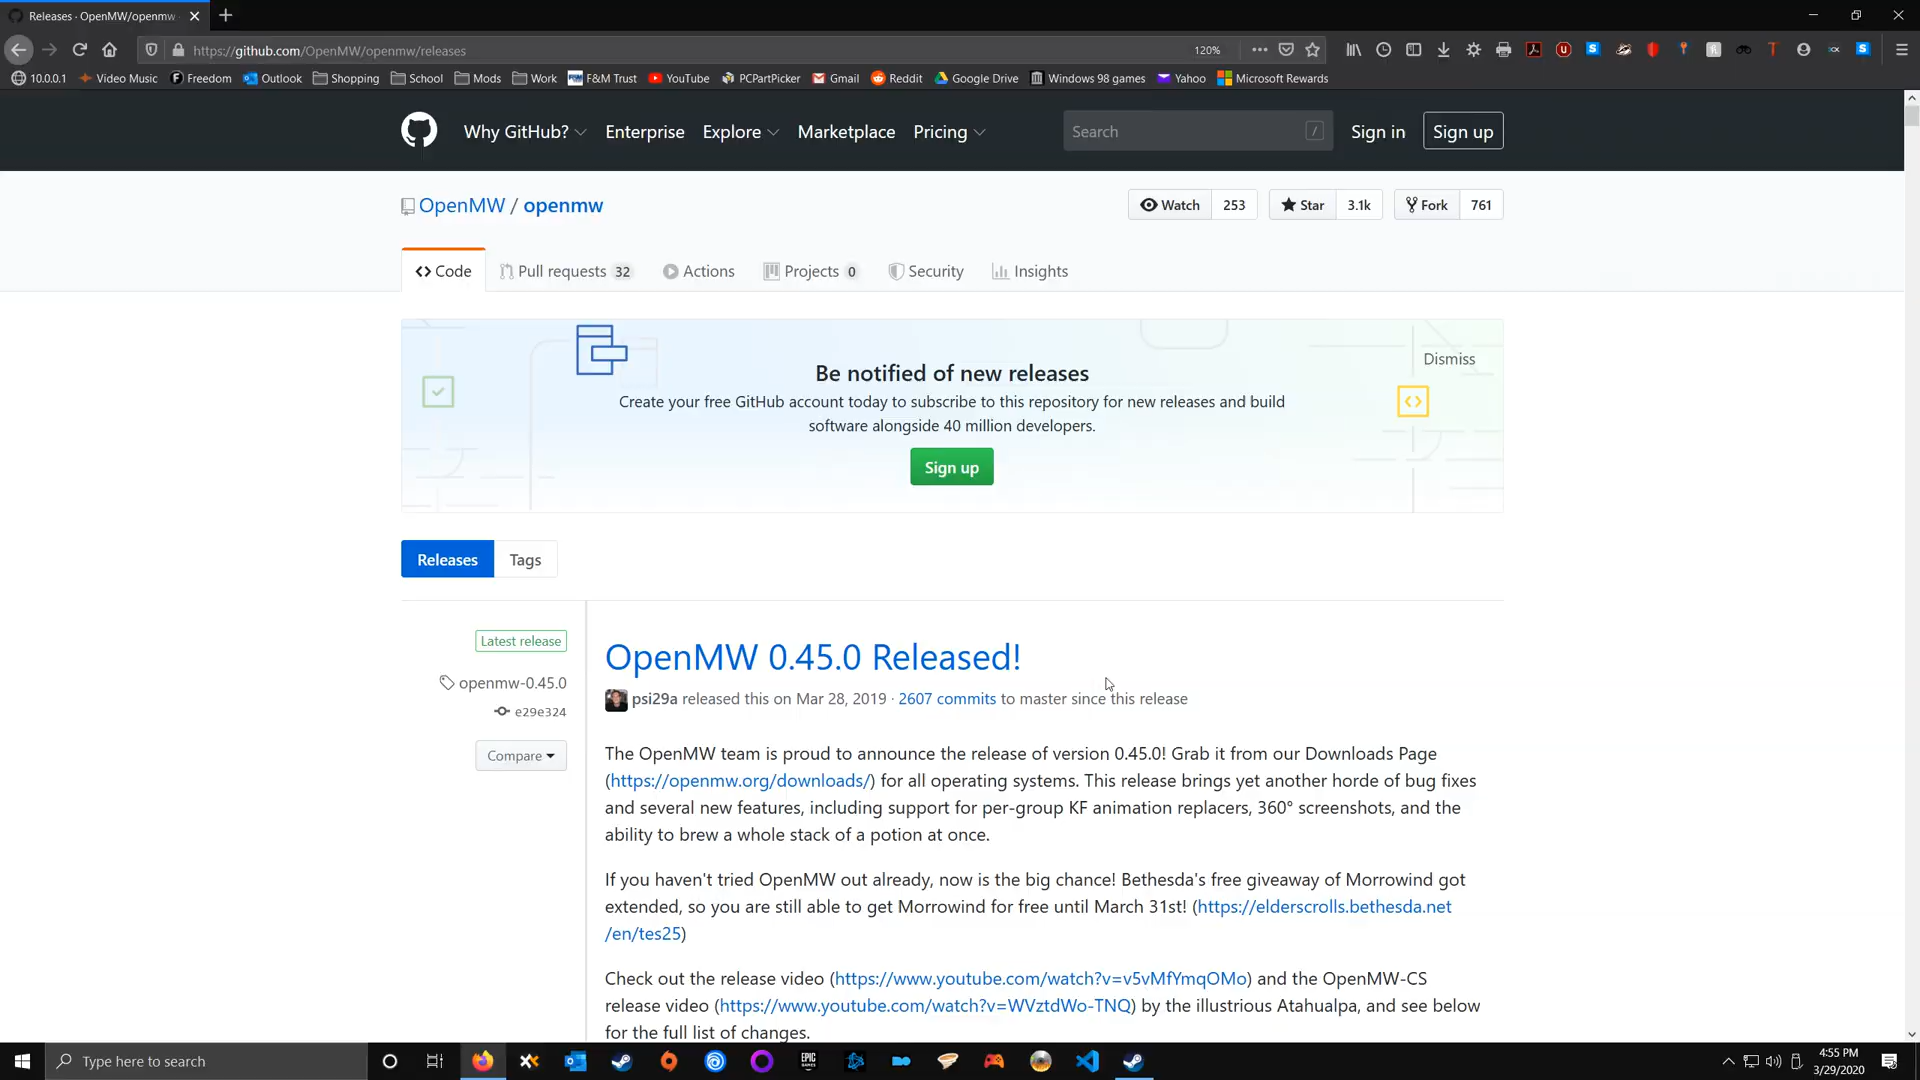 Releases · OpenMW/openmw
https://github.com/OpenMW/openmw/releases
120%
10.0.0.1 Video Music Freedom Outlook Shopping School Mods Work F&M Trust YouTube PCPartPicker Gmail Reddit Google Drive Windows 98 games Yahoo Microsoft Rewards
Why GitHub? Enterprise Explore Marketplace Pricing Search / Sign in Sign up
OpenMW / openmw
Watch 253 Star 3.1k Fork 761
Code Pull requests 32 Actions Projects 0 Security Insights
Dismiss
Be notified of new releases
Create your free GitHub account today to subscribe to this repository for new releases and build
software alongside 40 million developers.
Sign up
Releases Tags
Latest release
openmw-0.45.0
e29e324
Compare
OpenMW 0.45.0 Released!
psi29a released this on Mar 28, 2019 · 2607 commits to master since this release
The OpenMW team is proud to announce the release of version 0.45.0! Grab it from our Downloads Page
(https://openmw.org/downloads/) for all operating systems. This release brings yet another horde of bug fixes
and several new features, including support for per-group KF animation replacers, 360° screenshots, and the
ability to brew a whole stack of a potion at once.
If you haven't tried OpenMW out already, now is the big chance! Bethesda's free giveaway of Morrowind got
extended, so you are still able to get Morrowind for free until March 31st! (https://elderscrolls.bethesda.net
/en/tes25)
Check out the release video (https://www.youtube.com/watch?v=v5vMfYmqOMo) and the OpenMW-CS
release video (https://www.youtube.com/watch?v=WVztdWo-TNQ) by the illustrious Atahualpa, and see below
for the full list of changes.
Type here to search
EPIC
GAMES
4:55 PM
3/29/2020